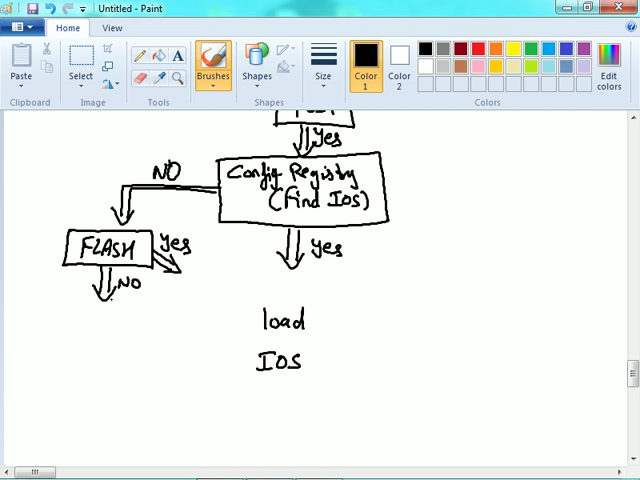 Untitled - Paint
Home
View
Paste
Select
Brushes
Shapes
Size
Color 1
Color 2
Edit colors
Clipboard
Image
Tools
Shapes
Colors
Yes
NO
Config Registry
(Find IOS)
FLASH
Yes
Yes
NO
load
IOS